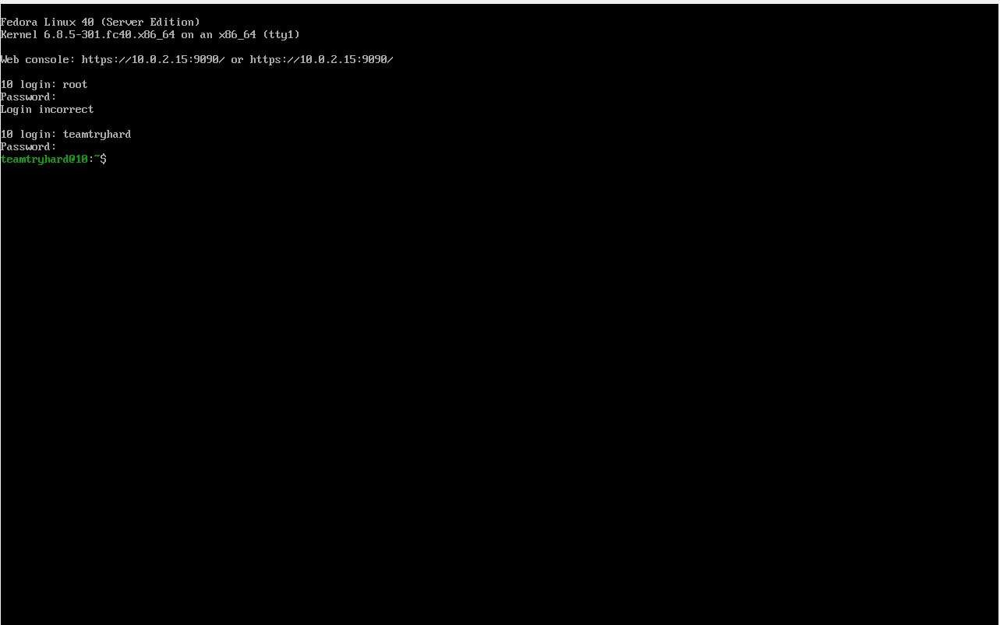 Fedora Linux 40 (Server Edition)
Kernel 6.8.5-301.fc40.x86_64 on an x86_64 (tty1)
Web console: https://10.0.2.15:9090/ or https://10.0.2.15:9090/
10 login: root
Password:
Login incorrect
10 login: teamtryhard
Password:
teamtryhard@10:~$